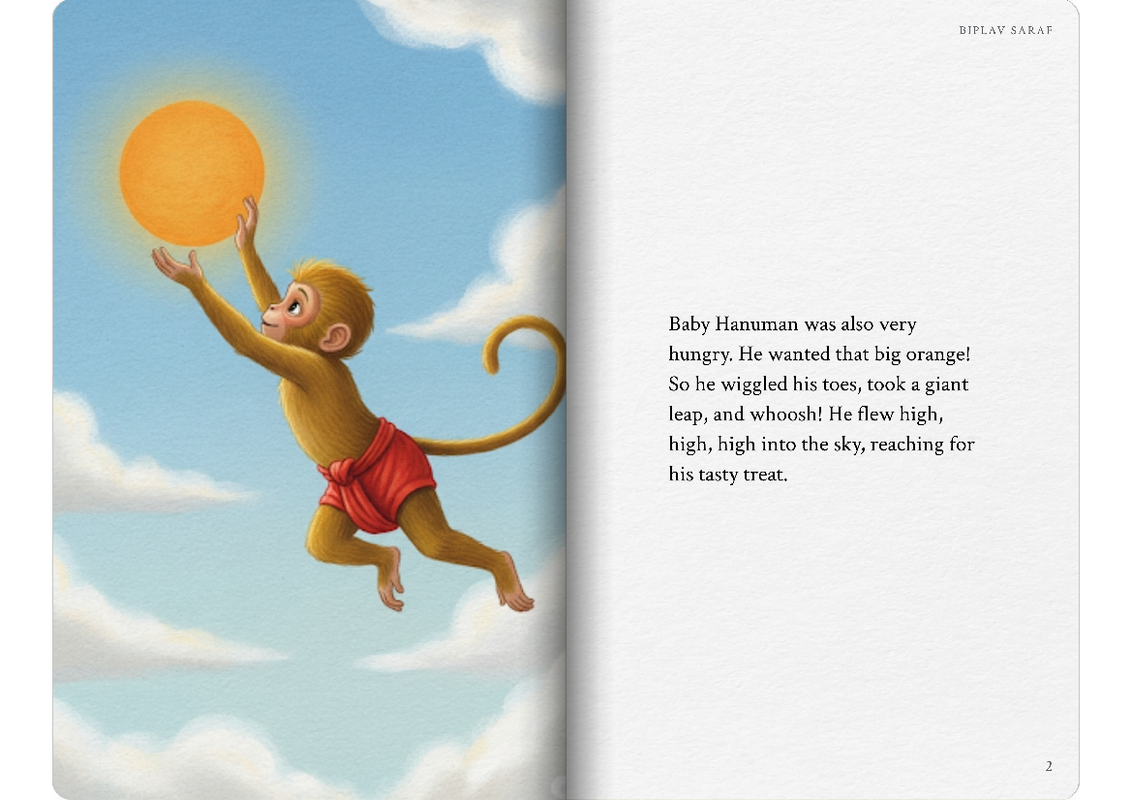 BIPLAV SARAF
Baby Hanuman was also very
hungry. He wanted that big orange!
So he wiggled his toes, took a giant
leap, and whoosh! He flew high,
high, high into the sky, reaching for
his tasty treat.
2